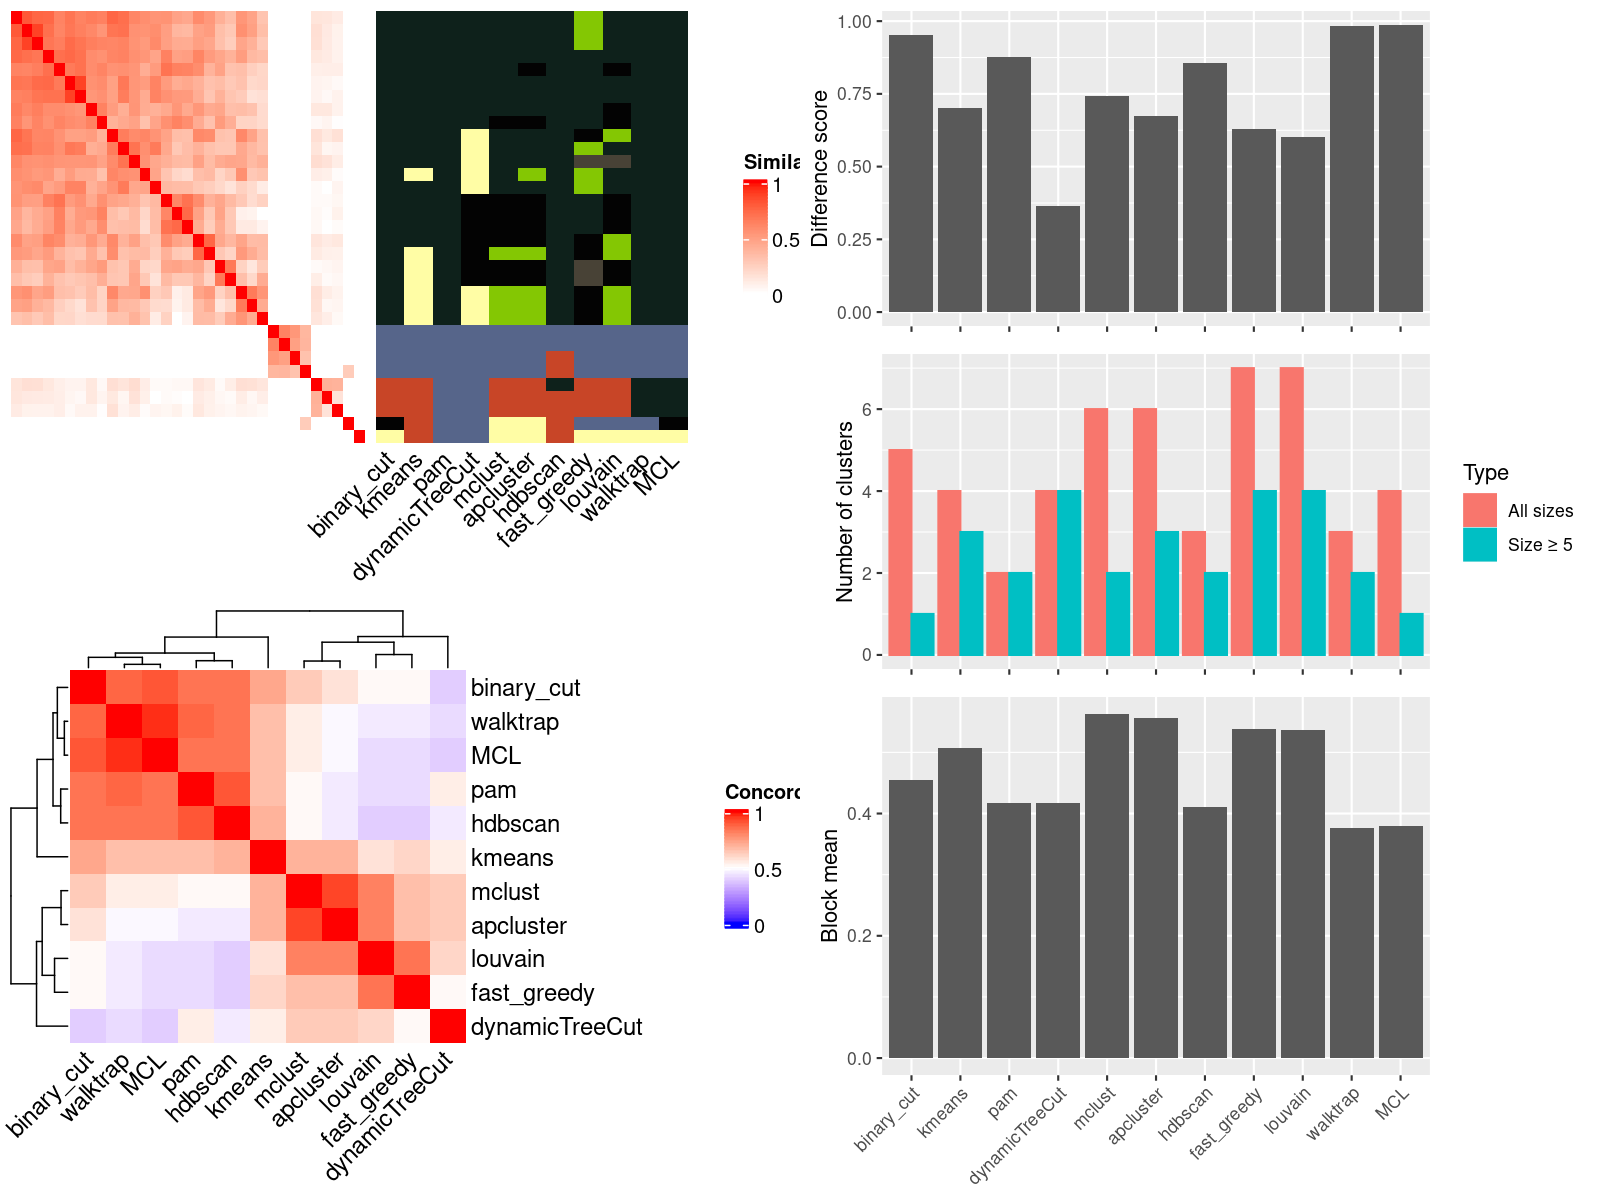 Simila
1
0.5
0
binary_cut
kmeans
pam
dynamicTreeCut
mclust
apcluster
hdbscan
fast_greedy
louvain
walktrap
MCL
binary_cut
walktrap
MCL
pam
hdbscan
kmeans
mclust
apcluster
louvain
fast_greedy
dynamicTreeCut
binary_cut
walktrap
MCL
pam
hdbscan
kmeans
mclust
apcluster
louvain
fast_greedy
dynamicTreeCut
Concord
1
0.5
0
Difference score
1.00
0.75
0.50
0.25
0.00
Number of clusters
6
4
2
0
Type
All sizes
Size ≥ 5
Block mean
0.4
0.2
0.0
binary_cut
kmeans
pam
dynamicTreeCut
mclust
apcluster
hdbscan
fast_greedy
louvain
walktrap
MCL